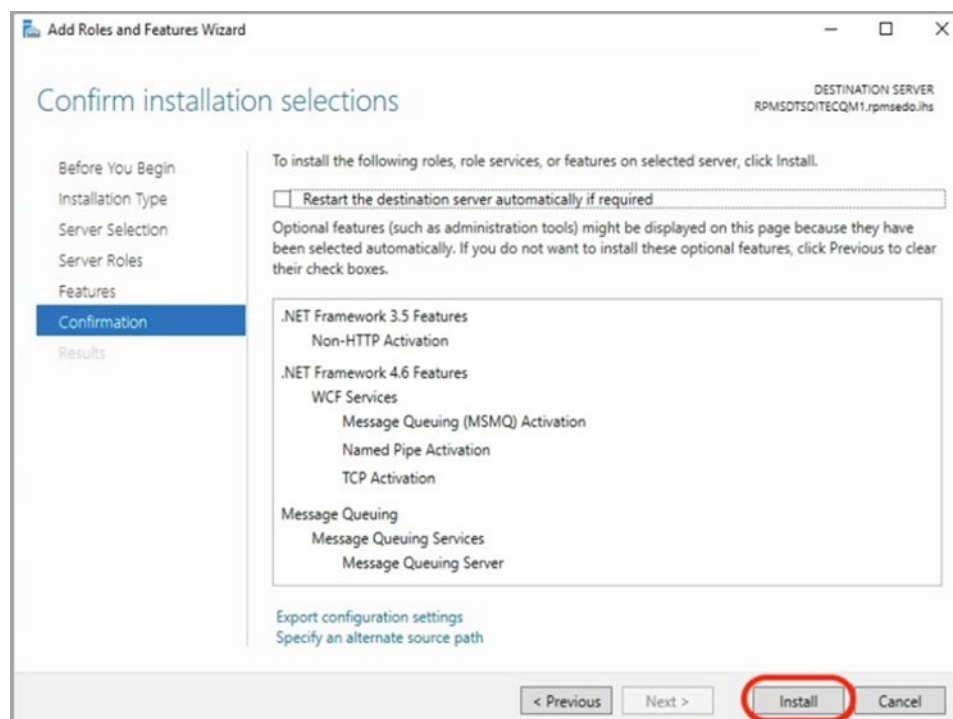 Add Roles and Features Wizard
Confirm installation selections
DESTINATION SERVER
RPMSDTSDITECQM1.rpmsedo.ihs
Before You Begin
Installation Type
Server Selection
Server Roles
Features
Confirmation
Results
To install the following roles, role services, or features on selected server, click Install.
Restart the destination server automatically if required
Optional features (such as administration tools) might be displayed on this page because they have
been selected automatically. If you do not want to install these optional features, click Previous to clear
their check boxes.
.NET Framework 3.5 Features
Non-HTTP Activation
.NET Framework 4.6 Features
WCF Services
Message Queuing (MSMQ) Activation
Named Pipe Activation
TCP Activation
Message Queuing
Message Queuing Services
Message Queuing Server
Export configuration settings
Specify an alternate source path
< Previous
Next >
Install
Cancel